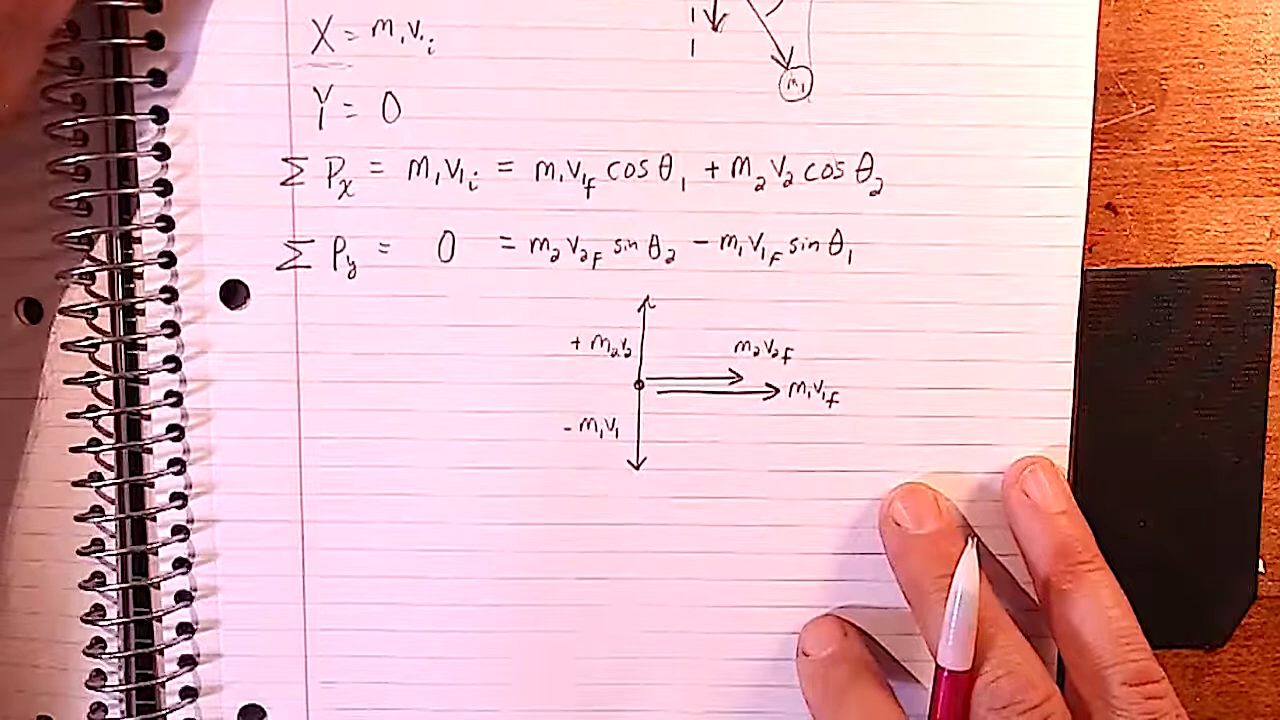 X = m₁v₁ᵢ
m₁
Y = 0
Σ Pₓ = m₁v₁ᵢ = m₁v₁f cos θ₁ + m₂v₂ cos θ₂
Σ Py = 0 = m₂v₂F sin θ₂ - m₁v₁F sin θ₁
+ m₂v₂ m₂v₂f
m₁v₁f
- m₁v₁